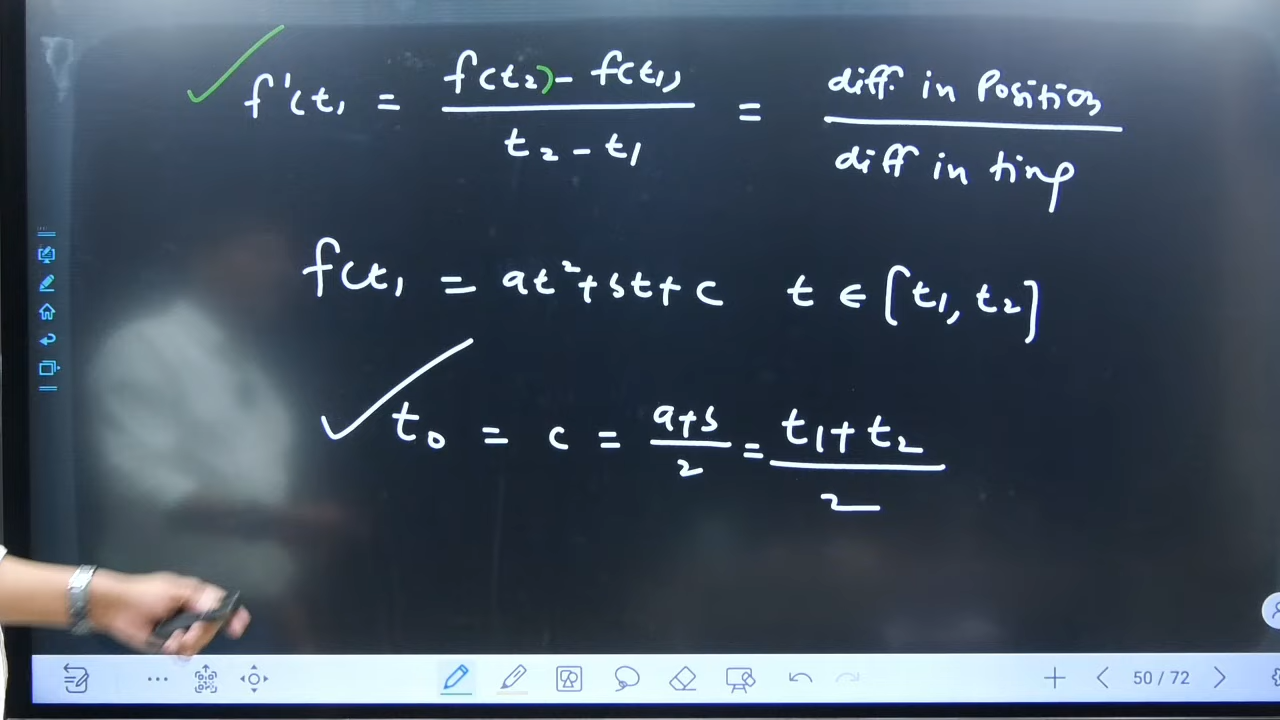 f'(t) = f(t₂) - f(t₁) / t₂ - t₁ = diff. in Position / diff in time
f(t) = at² + bt + c t ∈ [t₁, t₂]
t₀ = c = a+b / 2 = t₁ + t₂ / 2
50 / 72